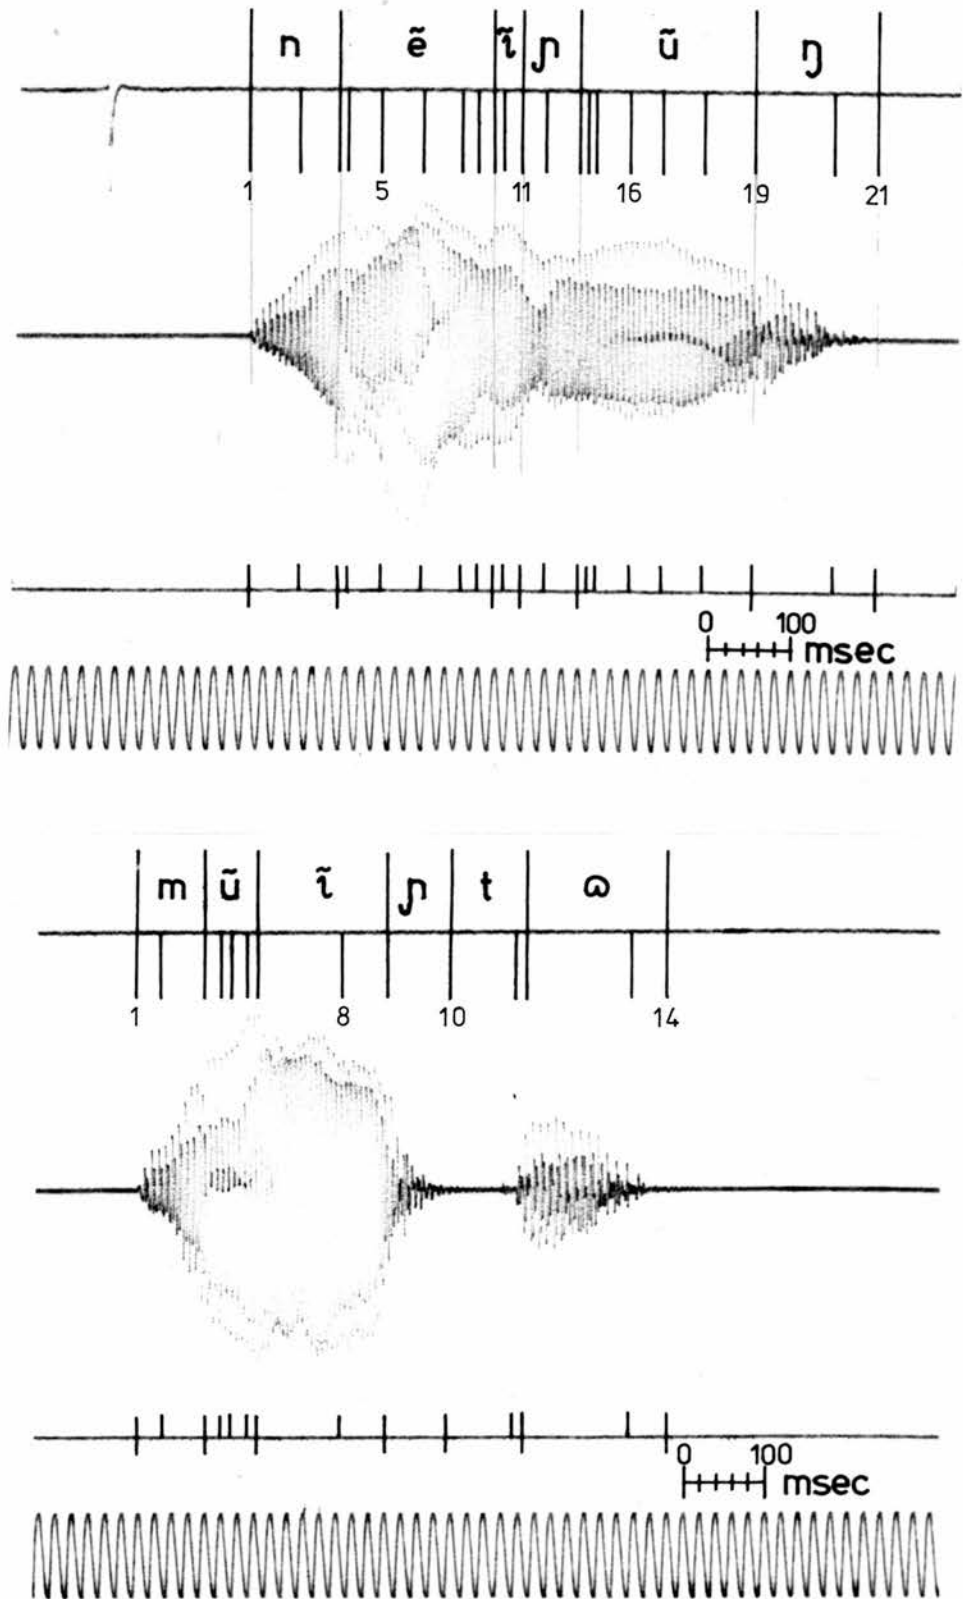 n ẽ ɩ̃ ɲ ũ ŋ
1 5 11 16 19 21
0 100
msec
m ũ ɩ̃ ɲ t ɷ
1 8 10 14
0 100
msec